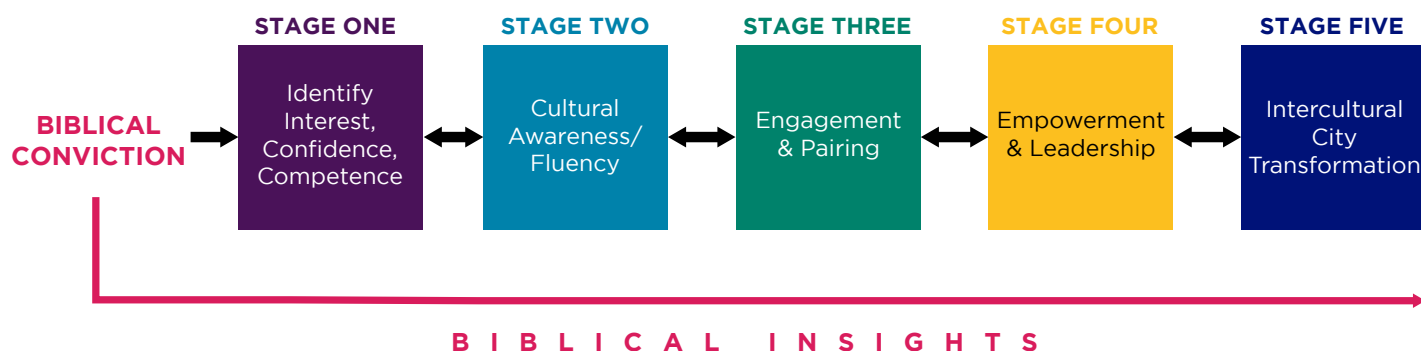 STAGE ONE
STAGE TWO
STAGE THREE
STAGE FOUR
STAGE FIVE
BIBLICAL
CONVICTION
Identify
Interest,
Confidence,
Competence
Cultural
Awareness/
Fluency
Engagement
& Pairing
Empowerment
& Leadership
Intercultural
City
Transformation
BIBLICAL INSIGHTS